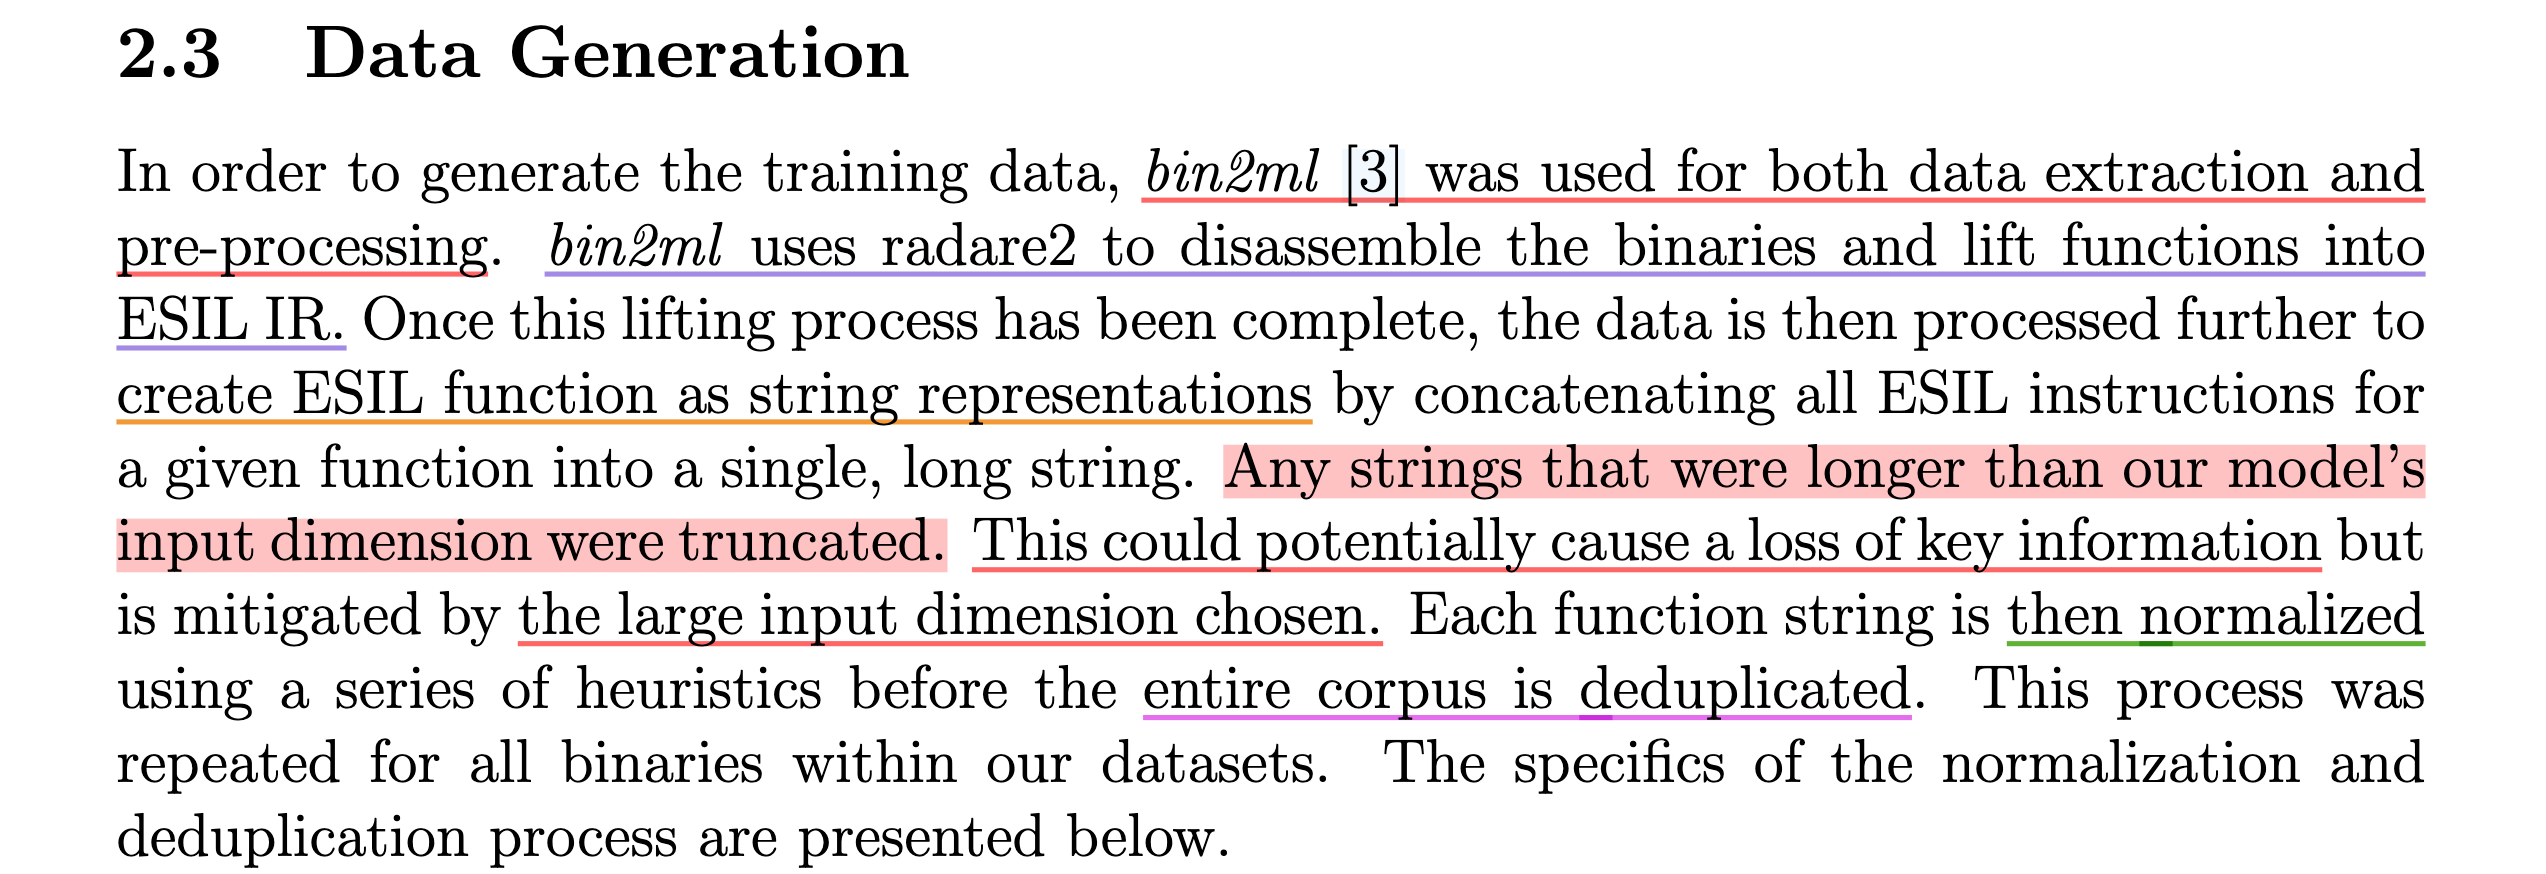 2.3 Data Generation
In order to generate the training data, bin2ml [3] was used for both data extraction and
pre-processing. bin2ml uses radare2 to disassemble the binaries and lift functions into
ESIL IR. Once this lifting process has been complete, the data is then processed further to
create ESIL function as string representations by concatenating all ESIL instructions for
a given function into a single, long string. Any strings that were longer than our model's
input dimension were truncated. This could potentially cause a loss of key information but
is mitigated by the large input dimension chosen. Each function string is then normalized
using a series of heuristics before the entire corpus is deduplicated. This process was
repeated for all binaries within our datasets. The specifics of the normalization and
deduplication process are presented below.